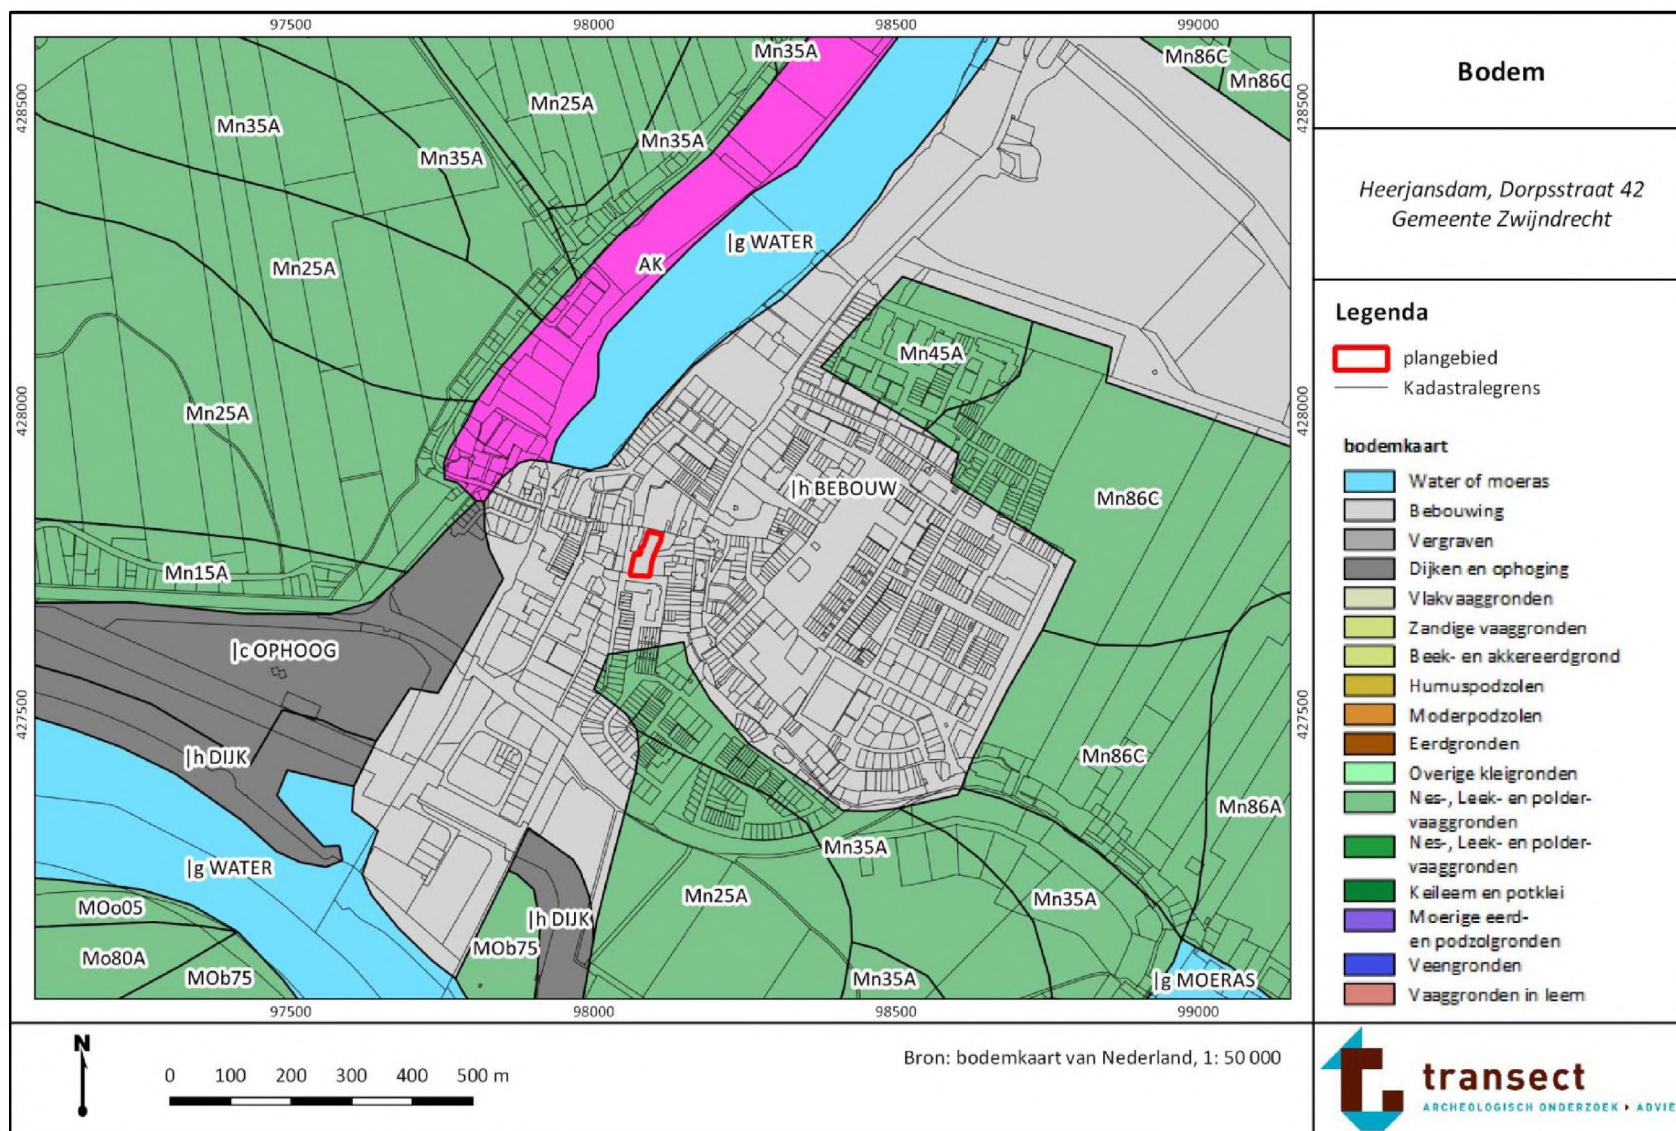 97500 98000 98500 99000
Mn35A
Mn86C
Mn86C
428500
Mn25A
428500
Mn35A
Mn35A
Mn35A
|g WATER
AK
Mn25A
Mn45A
428000
Mn25A
428000
|h BEBOUW
Mn86C
Mn15A
|c OPHOOG
427500
427500
|h DIJK
Mn86C
Mn86A
|g WATER
Mn35A
Mn25A
Mn35A
MOo05
|h DIJK
Mo80A
MOb75
MOb75
Mn35A
|g MOERAS
97500 98000 98500 99000
N
0 100 200 300 400 500 m
Bron: bodemkaart van Nederland, 1: 50 000
Bodem
Heerjansdam, Dorpsstraat 42
Gemeente Zwijndrecht
Legenda
plangebied
Kadastralegrens
bodemkaart
Water of moeras
Bebouwing
Vergraven
Dijken en ophoging
Vlakvaaggronden
Zandige vaaggronden
Beek- en akkereerdgrond
Humuspodzolen
Moderpodzolen
Eerdgronden
Overige kleigronden
Nes-, Leek- en polder-
vaaggronden
Nes-, Leek- en polder-
vaaggronden
Keileem en potklei
Moerige eerd-
en podzolgronden
Veengronden
Vaaggronden in leem
transect
ARCHEOLOGISCH ONDERZOEK ▸ ADVIE